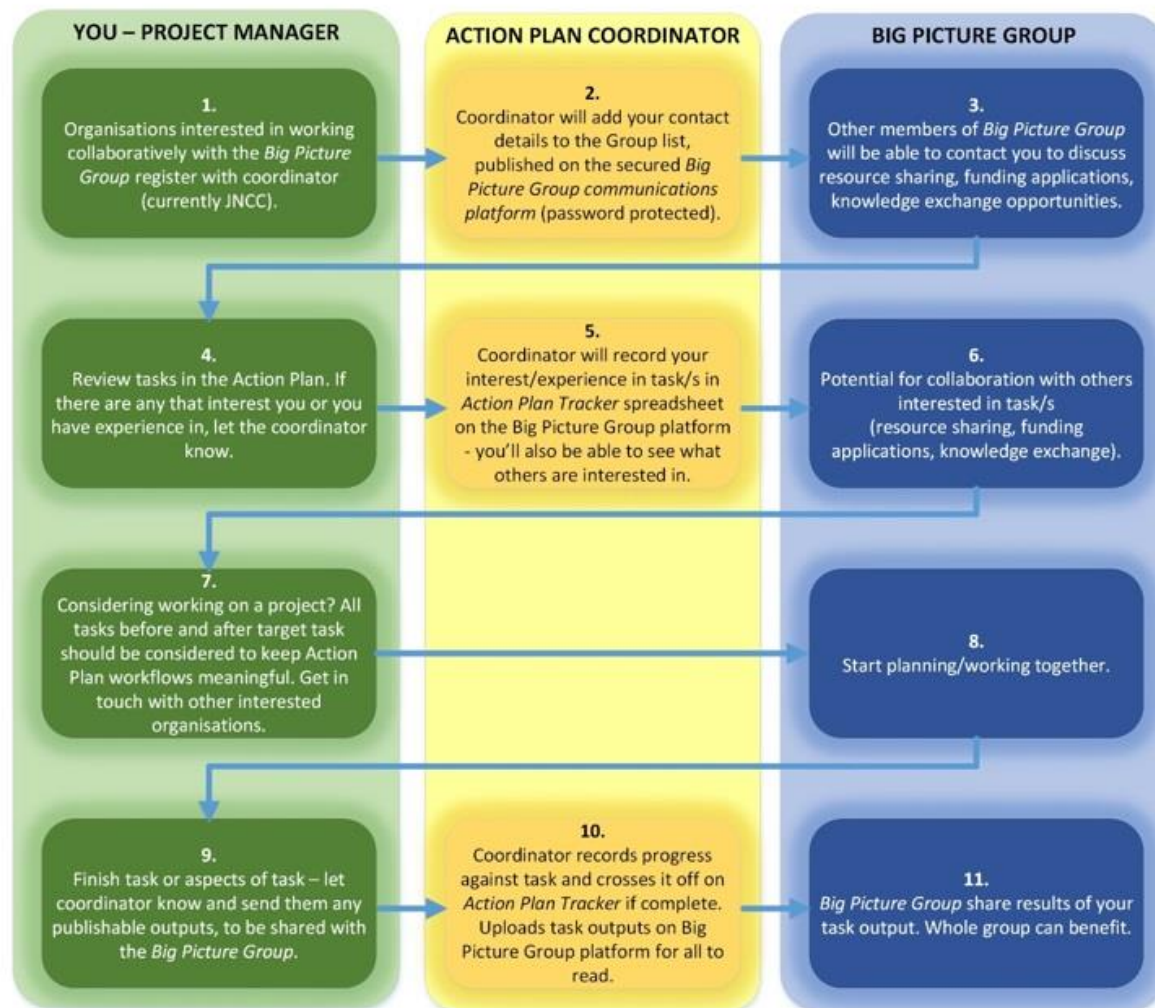 YOU – PROJECT MANAGER
ACTION PLAN COORDINATOR
BIG PICTURE GROUP
1.
Organisations interested in working
collaboratively with the Big Picture
Group register with coordinator
(currently JNCC).
2.
Coordinator will add your contact
details to the Group list,
published on the secured Big
Picture Group communications
platform (password protected).
3.
Other members of Big Picture Group
will be able to contact you to discuss
resource sharing, funding applications,
knowledge exchange opportunities.
4.
Review tasks in the Action Plan. If
there are any that interest you or you
have experience in, let the coordinator
know.
5.
Coordinator will record your
interest/experience in task/s in
Action Plan Tracker spreadsheet
on the Big Picture Group platform
- you'll also be able to see what
others are interested in.
6.
Potential for collaboration with others
interested in task/s
(resource sharing, funding
applications, knowledge exchange).
7.
Considering working on a project? All
tasks before and after target task
should be considered to keep Action
Plan workflows meaningful. Get in
touch with other interested
organisations.
8.
Start planning/working together.
9.
Finish task or aspects of task – let
coordinator know and send them any
publishable outputs, to be shared with
the Big Picture Group.
10.
Coordinator records progress
against task and crosses it off on
Action Plan Tracker if complete.
Uploads task outputs on Big
Picture Group platform for all to
read.
11.
Big Picture Group share results of your
task output. Whole group can benefit.